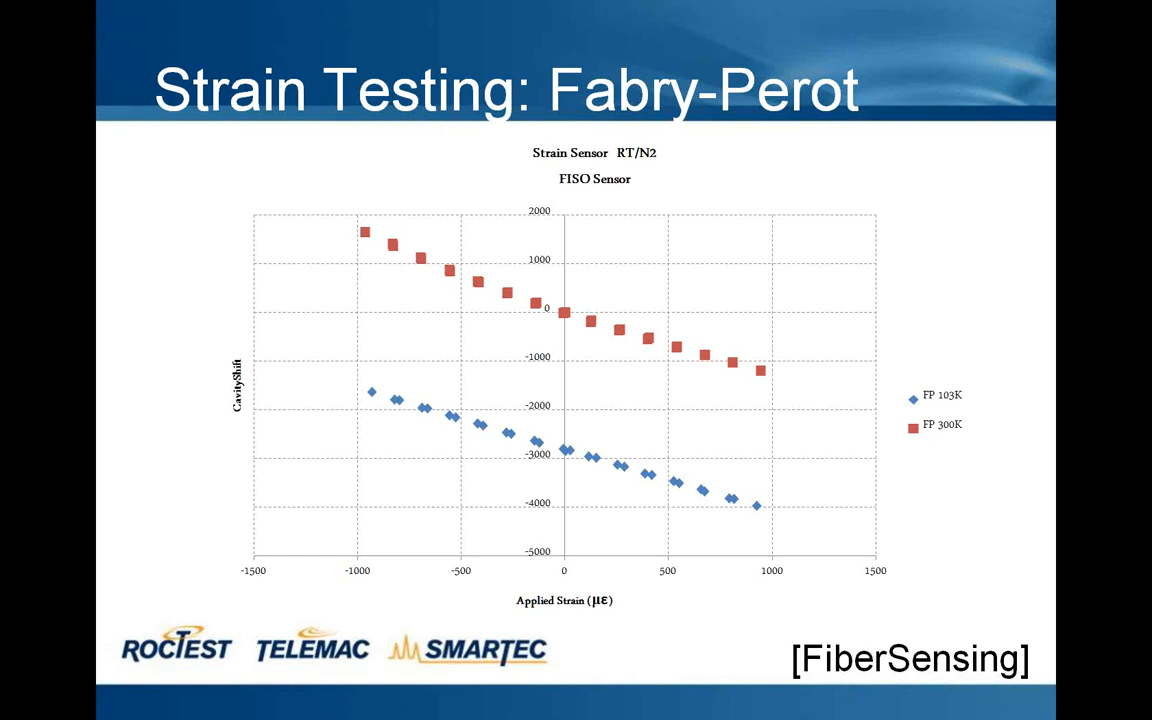 Strain Testing: Fabry-Perot
Strain Sensor RT/N2
FISO Sensor
2000
1000
0
-1000
-2000
-3000
-4000
-5000
CavityShift
-1500 -1000 -500 0 500 1000 1500
Applied Strain (με)
FP 103K
FP 300K
ROCTEST TELEMAC SMARTEC
[FiberSensing]